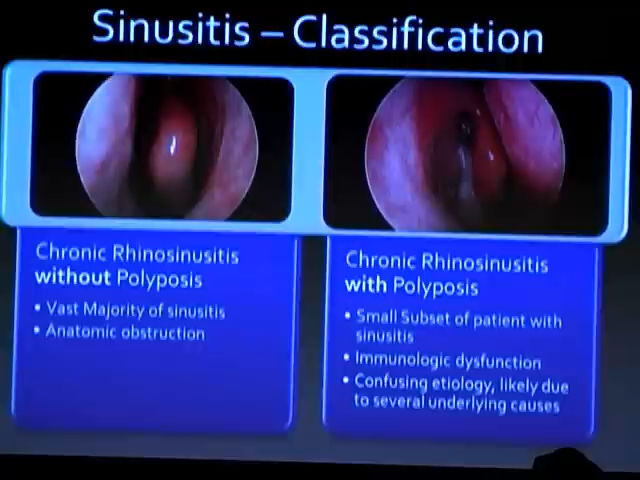 Sinusitis – Classification
Chronic Rhinosinusitis
without Polyposis
• Vast Majority of sinusitis
• Anatomic obstruction
Chronic Rhinosinusitis
with Polyposis
• Small Subset of patient with
sinusitis
• Immunologic dysfunction
• Confusing etiology, likely due
to several underlying causes